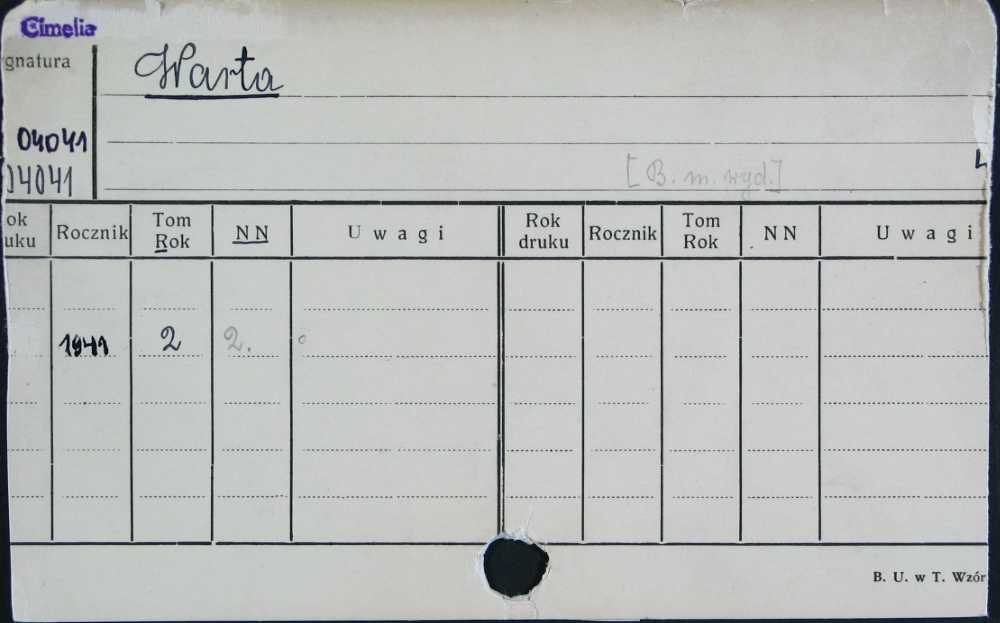 Cimelia
gnatura
Warta
04041
04041
[B. m. wyd.]
ok Rocznik Tom NN Uwagi Rok Rocznik Tom NN Uwagi
uku Rok druku Rok
1941 2 2.
B. U. w T. Wzór